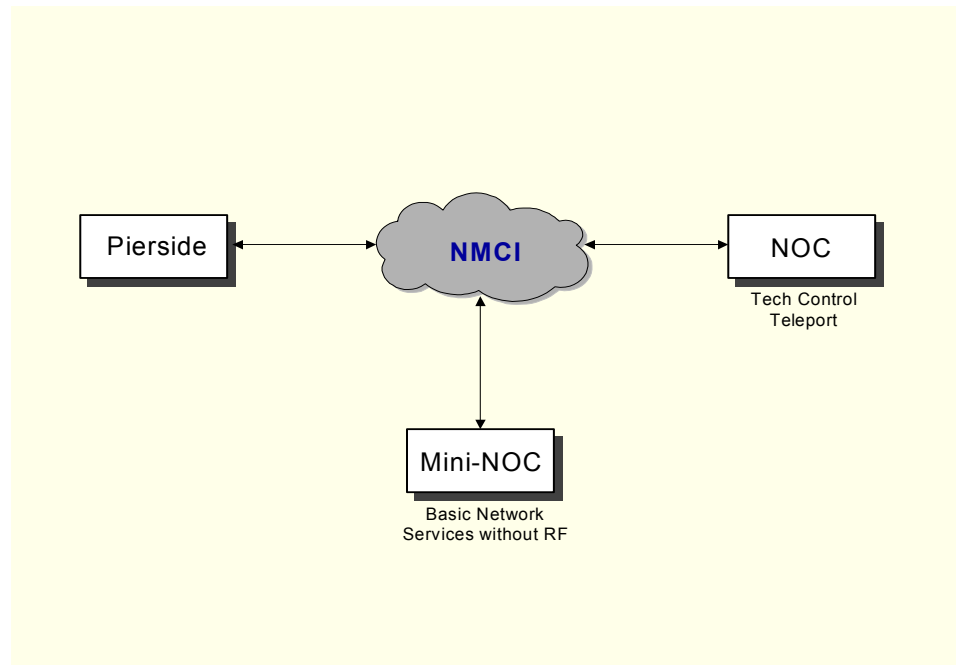 Pierside
NMCI
NOC
Tech Control
Teleport
Mini-NOC
Basic Network
Services without RF